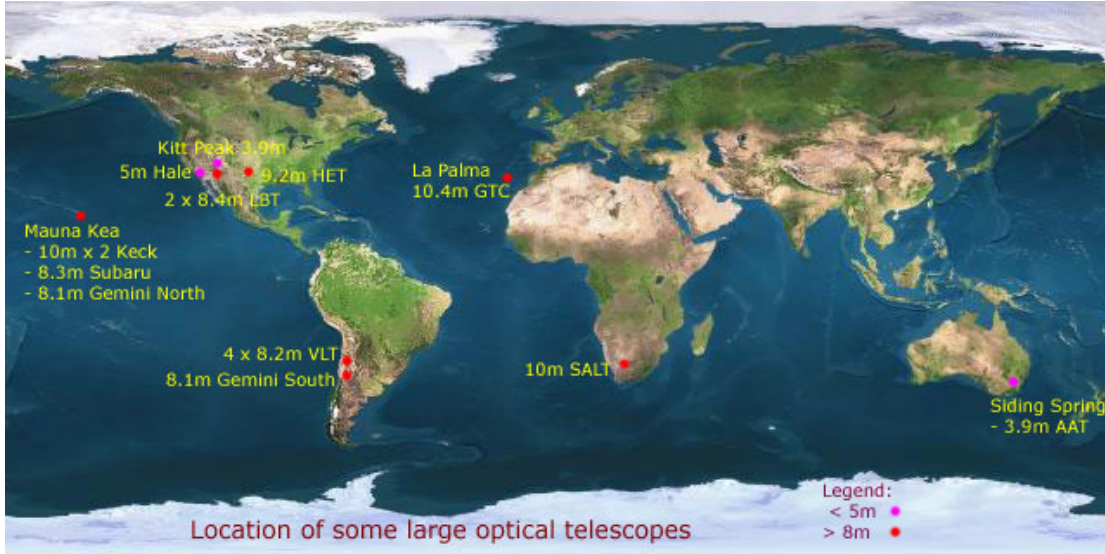 Kitt Peak 3.9m
5m Hale
9.2m HET
2 x 8.4m LBT
La Palma
10.4m GTC
Mauna Kea
- 10m x 2 Keck
- 8.3m Subaru
- 8.1m Gemini North
4 x 8.2m VLT
8.1m Gemini South
10m SALT
Siding Spring
- 3.9m AAT
Legend:
< 5m
> 8m
Location of some large optical telescopes